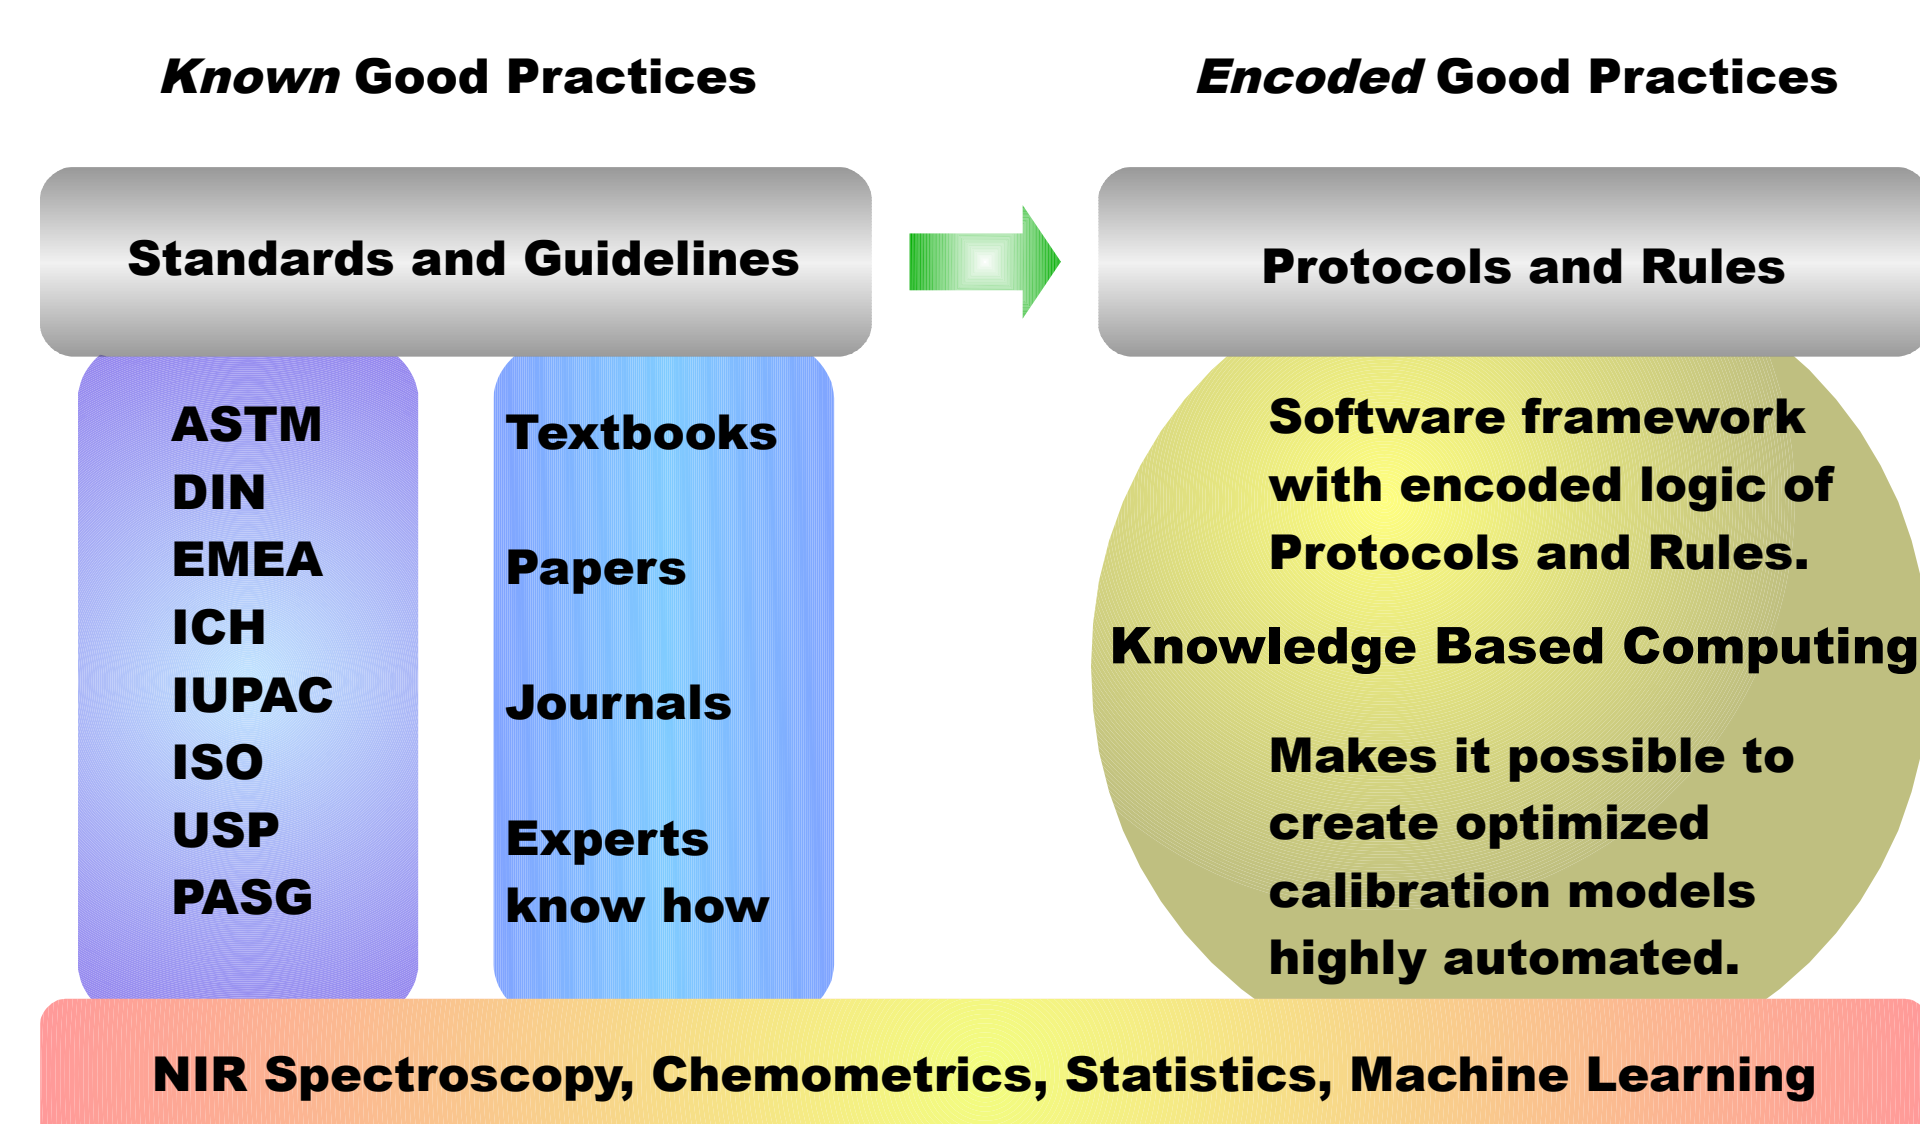 Known Good Practices
Encoded Good Practices
Standards and Guidelines
Protocols and Rules
ASTM
DIN
EMEA
ICH
IUPAC
ISO
USP
PASG
Textbooks
Papers
Journals
Experts
know how
Software framework
with encoded logic of
Protocols and Rules.
Knowledge Based Computing
Makes it possible to
create optimized
calibration models
highly automated.
NIR Spectroscopy, Chemometrics, Statistics, Machine Learning